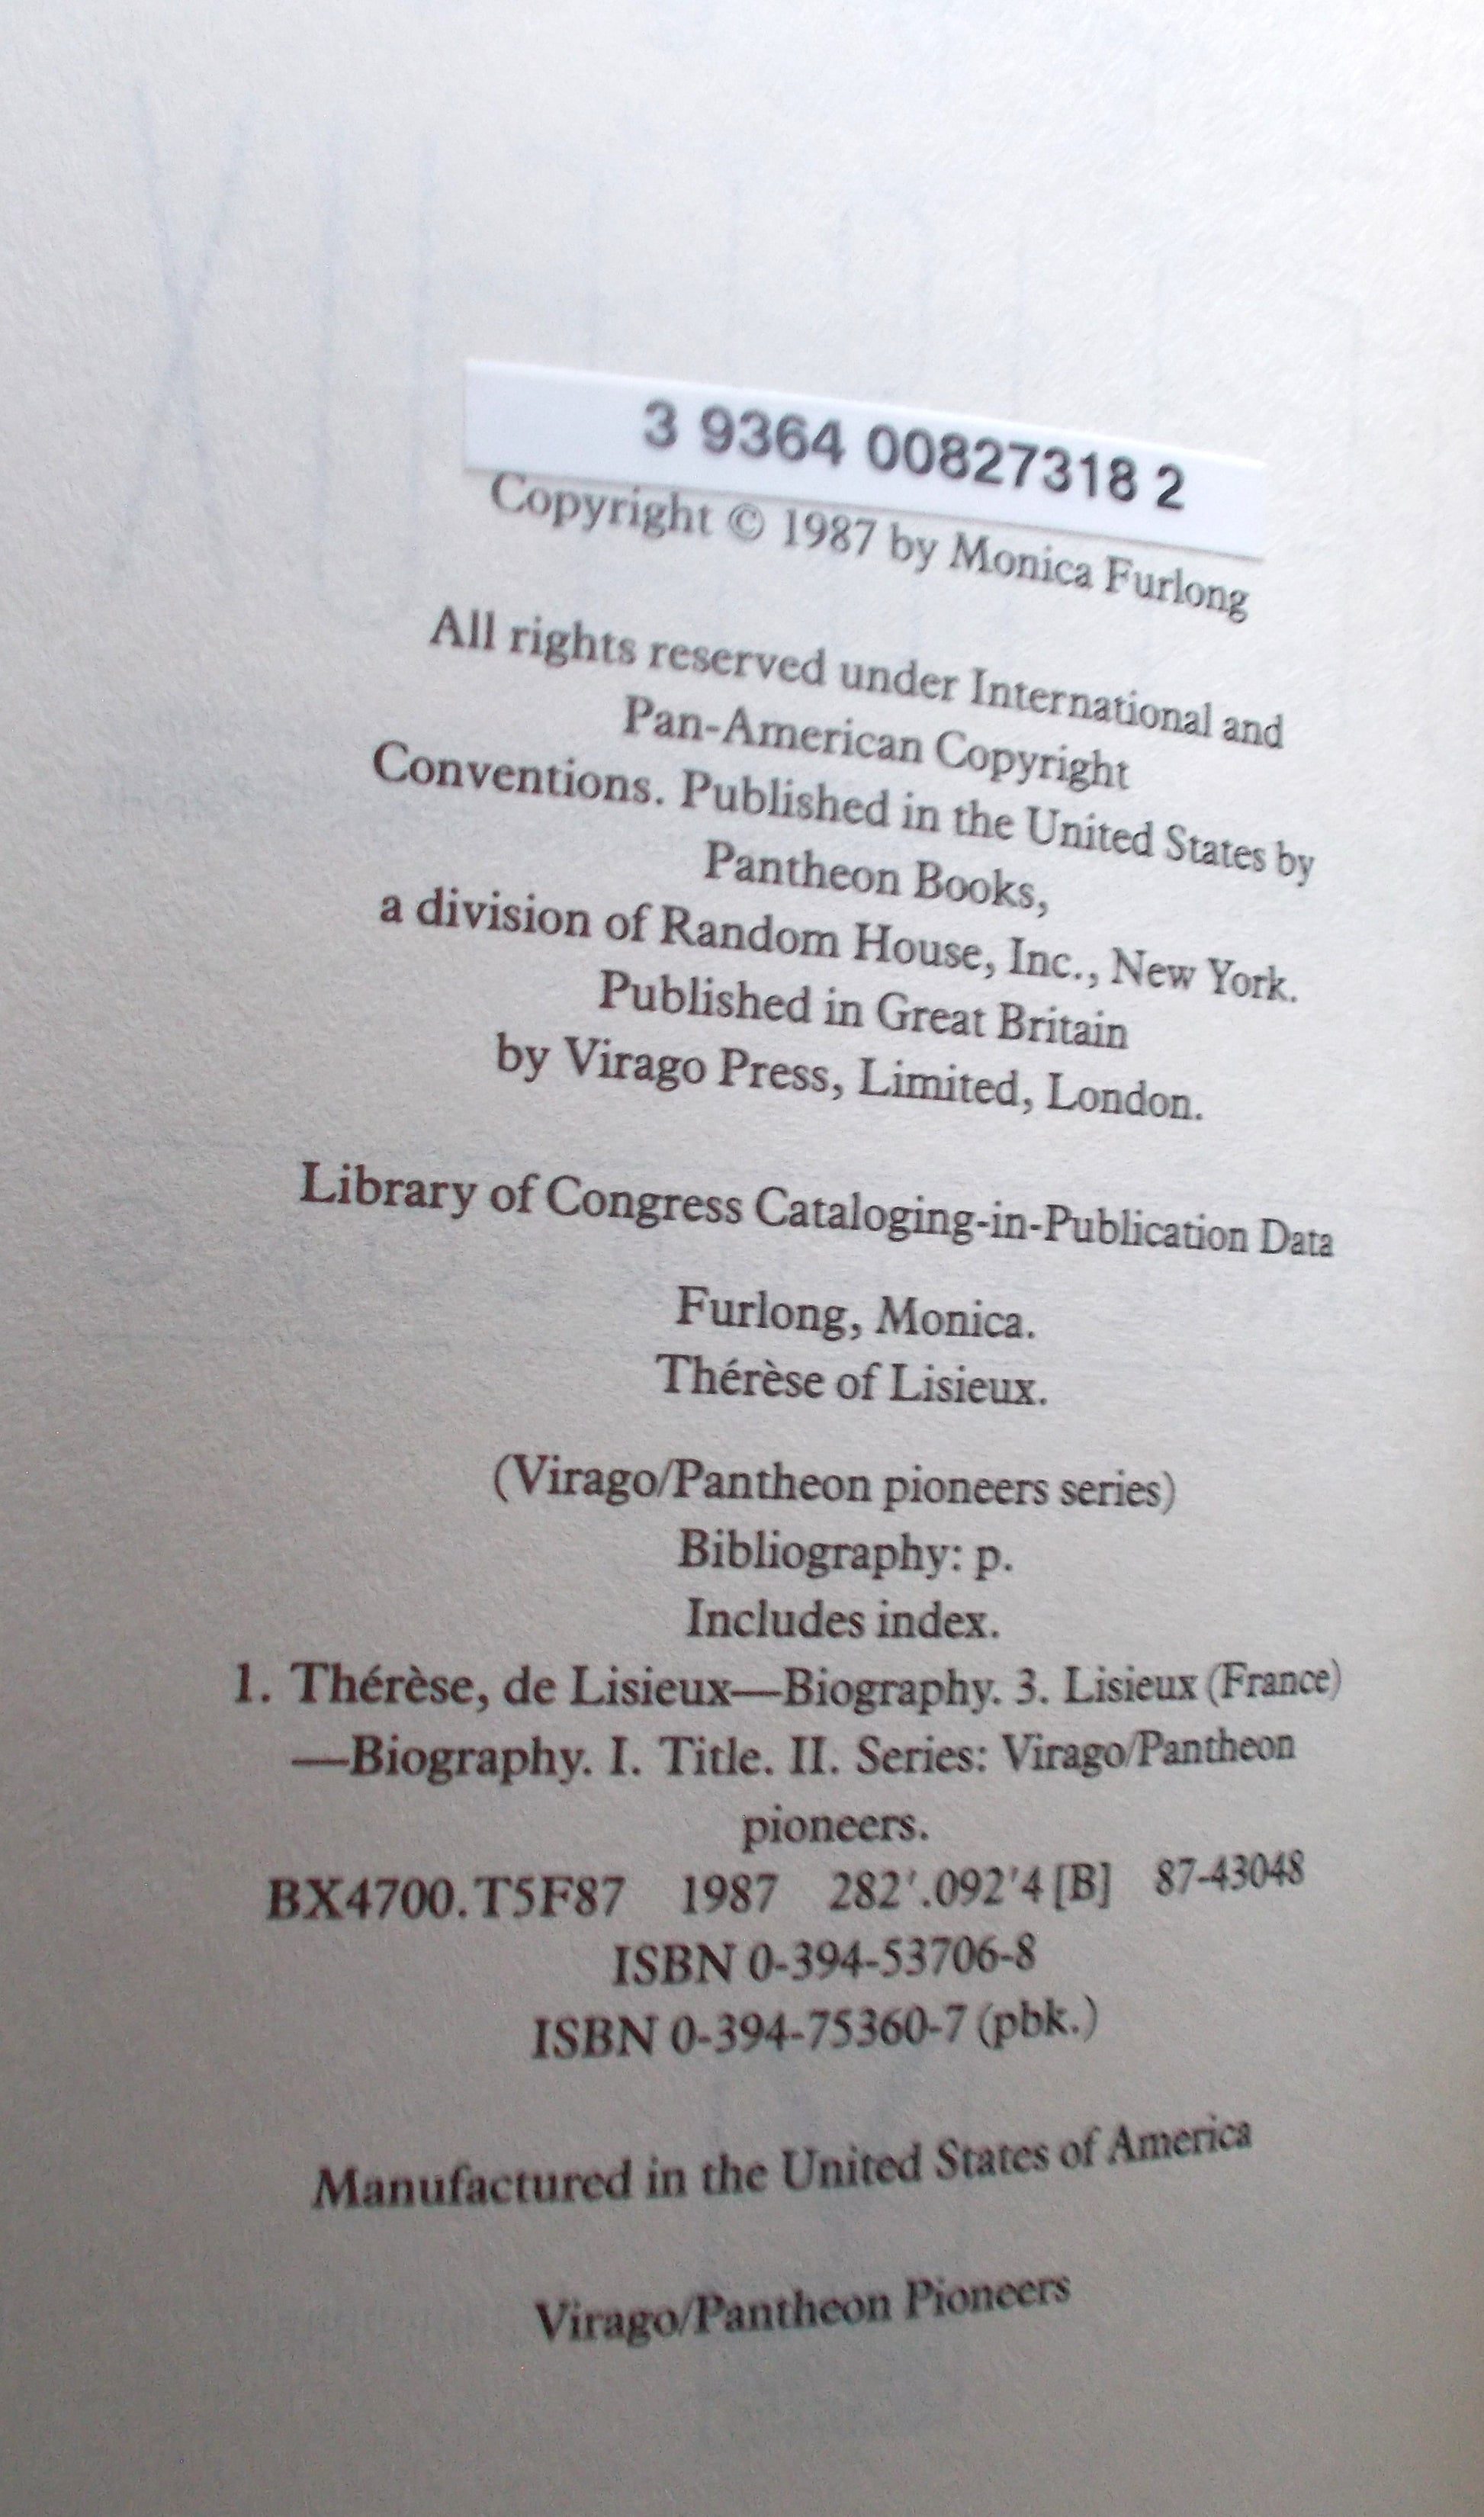 3 9364 00827318 2
Copyright © 1987 by Monica Furlong
All rights reserved under International and
Pan-American Copyright
Conventions. Published in the United States by
Pantheon Books,
a division of Random House, Inc., New York.
Published in Great Britain
by Virago Press, Limited, London.
Library of Congress Cataloging-in-Publication Data
Furlong, Monica.
Thérèse of Lisieux.
(Virago/Pantheon pioneers series)
Bibliography: p.
Includes index.
1. Thérèse, de Lisieux—Biography. 3. Lisieux (France)
—Biography. I. Title. II. Series: Virago/Pantheon
pioneers.
BX4700.T5F87 1987 282'.092'4 [B] 87-43048
ISBN 0-394-53706-8
ISBN 0-394-75360-7 (pbk.)
Manufactured in the United States of America
Virago/Pantheon Pioneers